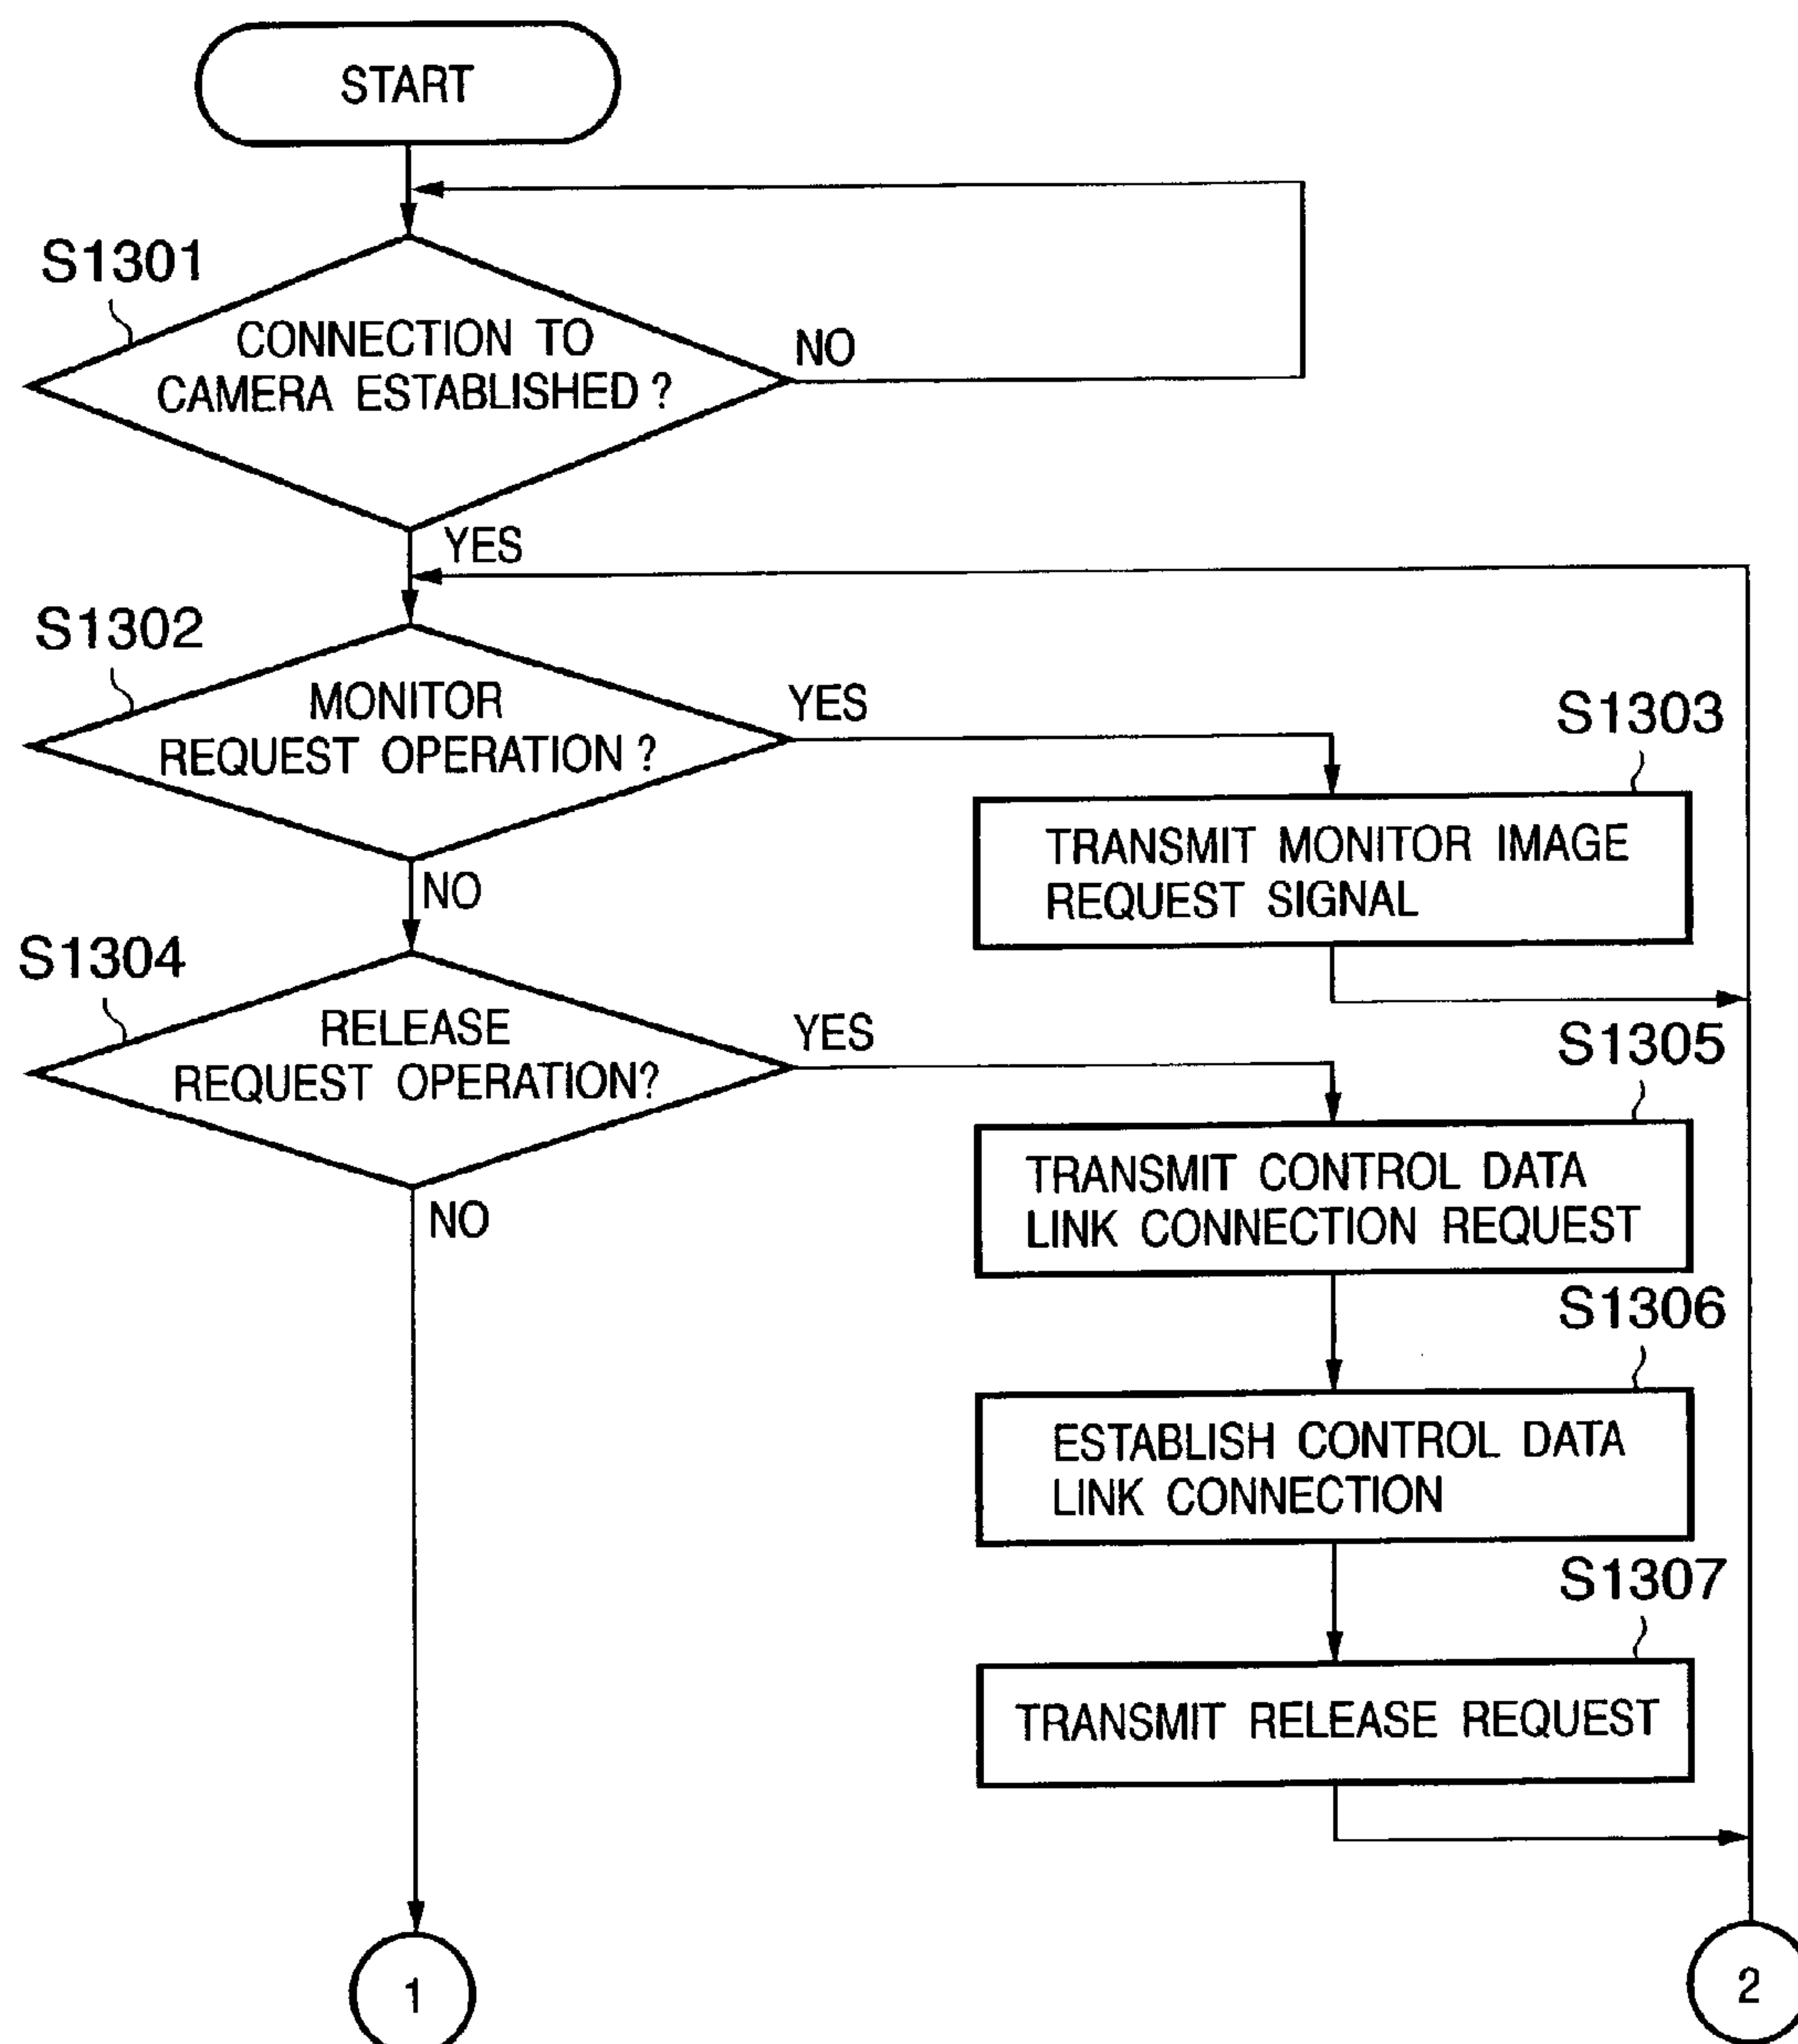 START
S1301
CONNECTION TO
CAMERA ESTABLISHED ?
NO
YES
S1302
MONITOR
REQUEST OPERATION ?
YES
S1303
TRANSMIT MONITOR IMAGE
REQUEST SIGNAL
NO
S1304
RELEASE
REQUEST OPERATION?
YES
S1305
TRANSMIT CONTROL DATA
LINK CONNECTION REQUEST
NO
S1306
ESTABLISH CONTROL DATA
LINK CONNECTION
S1307
TRANSMIT RELEASE REQUEST
1
2